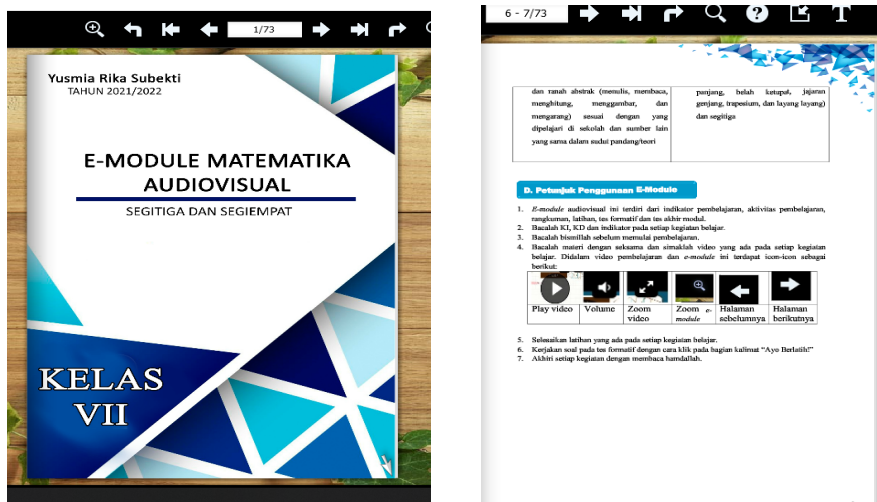 1/73
Yusmia Rika Subekti
TAHUN 2021/2022
E-MODULE MATEMATIKA
AUDIOVISUAL
SEGITIGA DAN SEGIEMPAT
KELAS
VII
6 - 7/73
dan ranah abstrak (menulis, membaca,
menghitung, menggambar, dan
mengarang) sesuai dengan yang
dipelajari di sekolah dan sumber lain
yang sama dalam sudut pandang/teori
panjang, belah ketupat, jajaran
genjang, trapesium, dan layang layang)
dan segitiga
D. Petunjuk Penggunaan E-Module
1. E-module audiovisual ini terdiri dari indikator pembelajaran, aktivitas pembelajaran,
rangkuman, latihan, tes formatif dan tes akhir modul.
2. Bacalah KI, KD dan indikator pada setiap kegiatan belajar.
3. Bacalah bismillah sebelum memulai pembelajaran.
4. Bacalah materi dengan seksama dan simaklah video yang ada pada setiap kegiatan
belajar. Didalam video pembelajaran dan e-module ini terdapat icon-icon sebagai
berikut:
Play video
Volume
Zoom
video
Zoom e-
module
Halaman
sebelumnya
Halaman
berikutnya
5. Selesaikan latihan yang ada pada setiap kegiatan belajar.
6. Kerjakan soal pada tes formatif dengan cara klik pada bagian kalimat “Ayo Berlatih!”
7. Akhiri setiap kegiatan dengan membaca hamdallah.